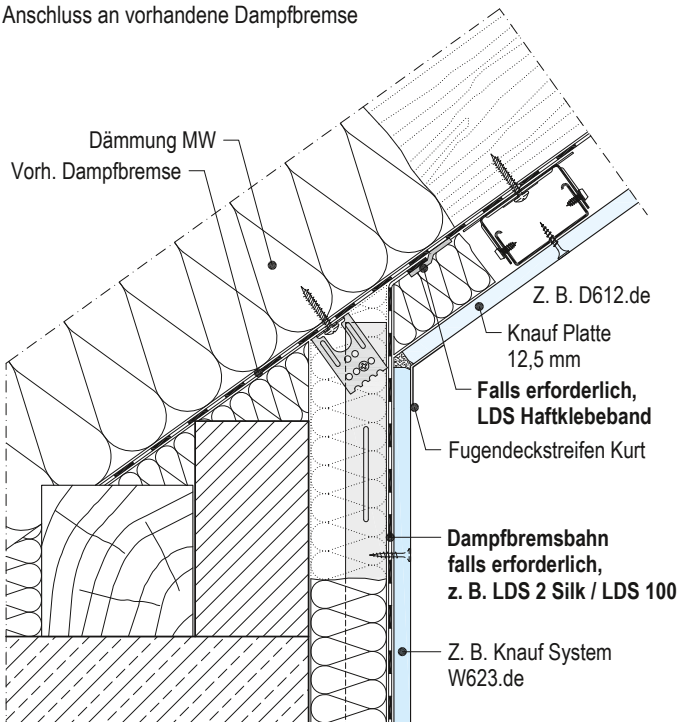 Anschluss an vorhandene Dampfbremse
Dämmung MW
Vorh. Dampfbremse
Z. B. D612.de
Knauf Platte
12,5 mm
Falls erforderlich,
LDS Haftklebeband
Fugendeckstreifen Kurt
Dampfbremsbahn
falls erforderlich,
z. B. LDS 2 Silk / LDS 100
Z. B. Knauf System
W623.de